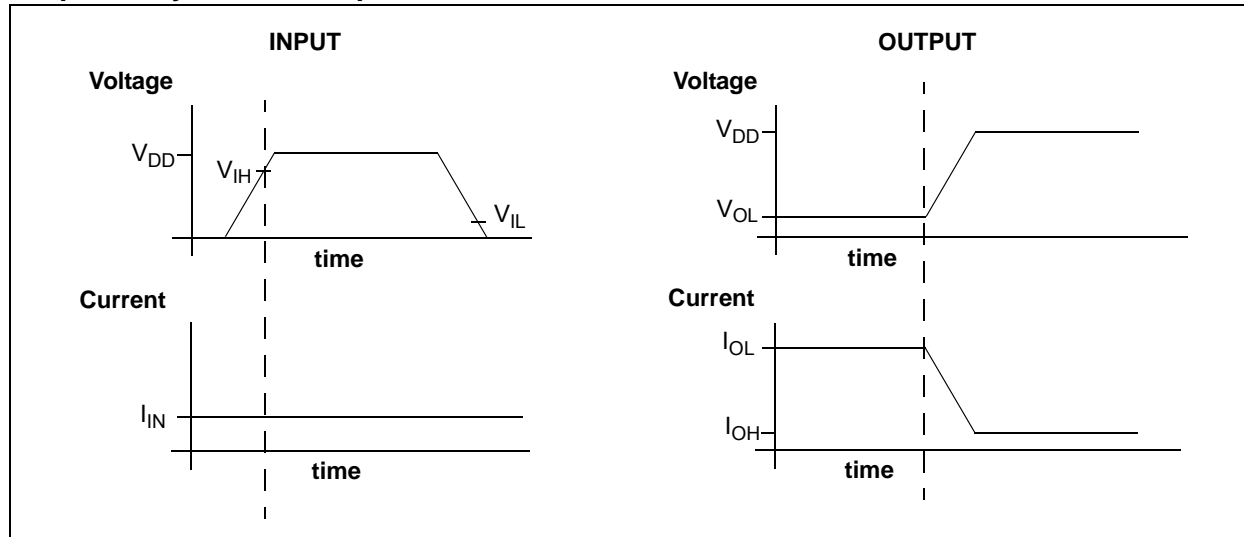 INPUT
Voltage
VDD
VIH
VIL
time
Current
IIN
time
OUTPUT
Voltage
VDD
VOL
time
Current
IOL
IOH
time